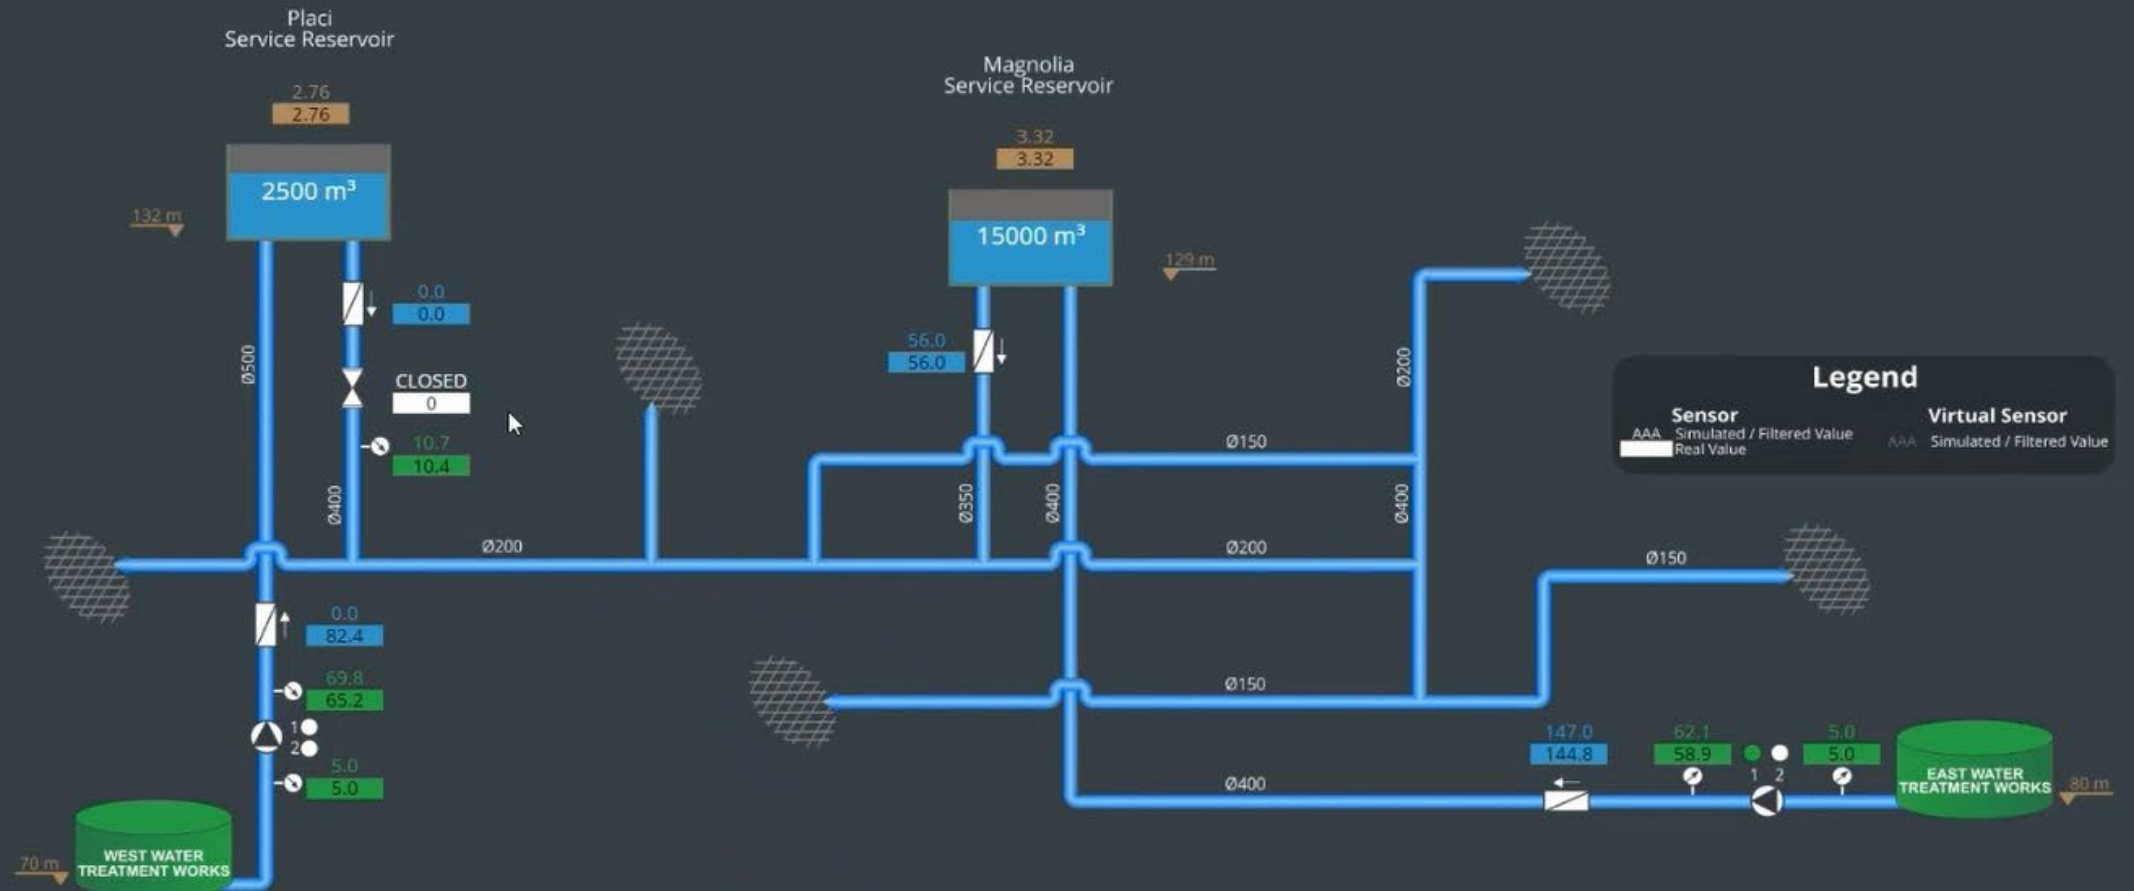 Placi
Service Reservoir
2.76
2.76
2500 m³
132 m
0.0
0.0
CLOSED
0
10.7
10.4
Ø500
Ø400
Ø200
0.0
82.4
69.8
65.2
1
2
5.0
5.0
WEST WATER
TREATMENT WORKS
70 m
Magnolia
Service Reservoir
3.32
3.32
15000 m³
129 m
56.0
56.0
Ø350
Ø400
Ø150
Ø200
Ø200
Ø400
Ø150
Ø150
Ø400
147.0
144.8
62.1
58.9
1 2
5.0
5.0
EAST WATER
TREATMENT WORKS
80 m
Legend
Sensor
AAA Simulated / Filtered Value
Real Value
Virtual Sensor
AAA Simulated / Filtered Value